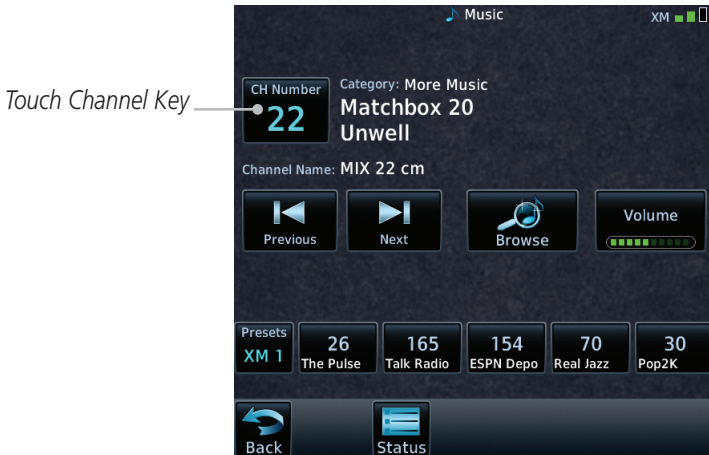 Music
XM
Touch Channel Key
CH Number
22
Category: More Music
Matchbox 20
Unwell
Channel Name: MIX 22 cm
Previous Next Browse Volume
Presets
XM 1
26 165 154 70 30
The Pulse Talk Radio ESPN Depo Real Jazz Pop2K
Back Status